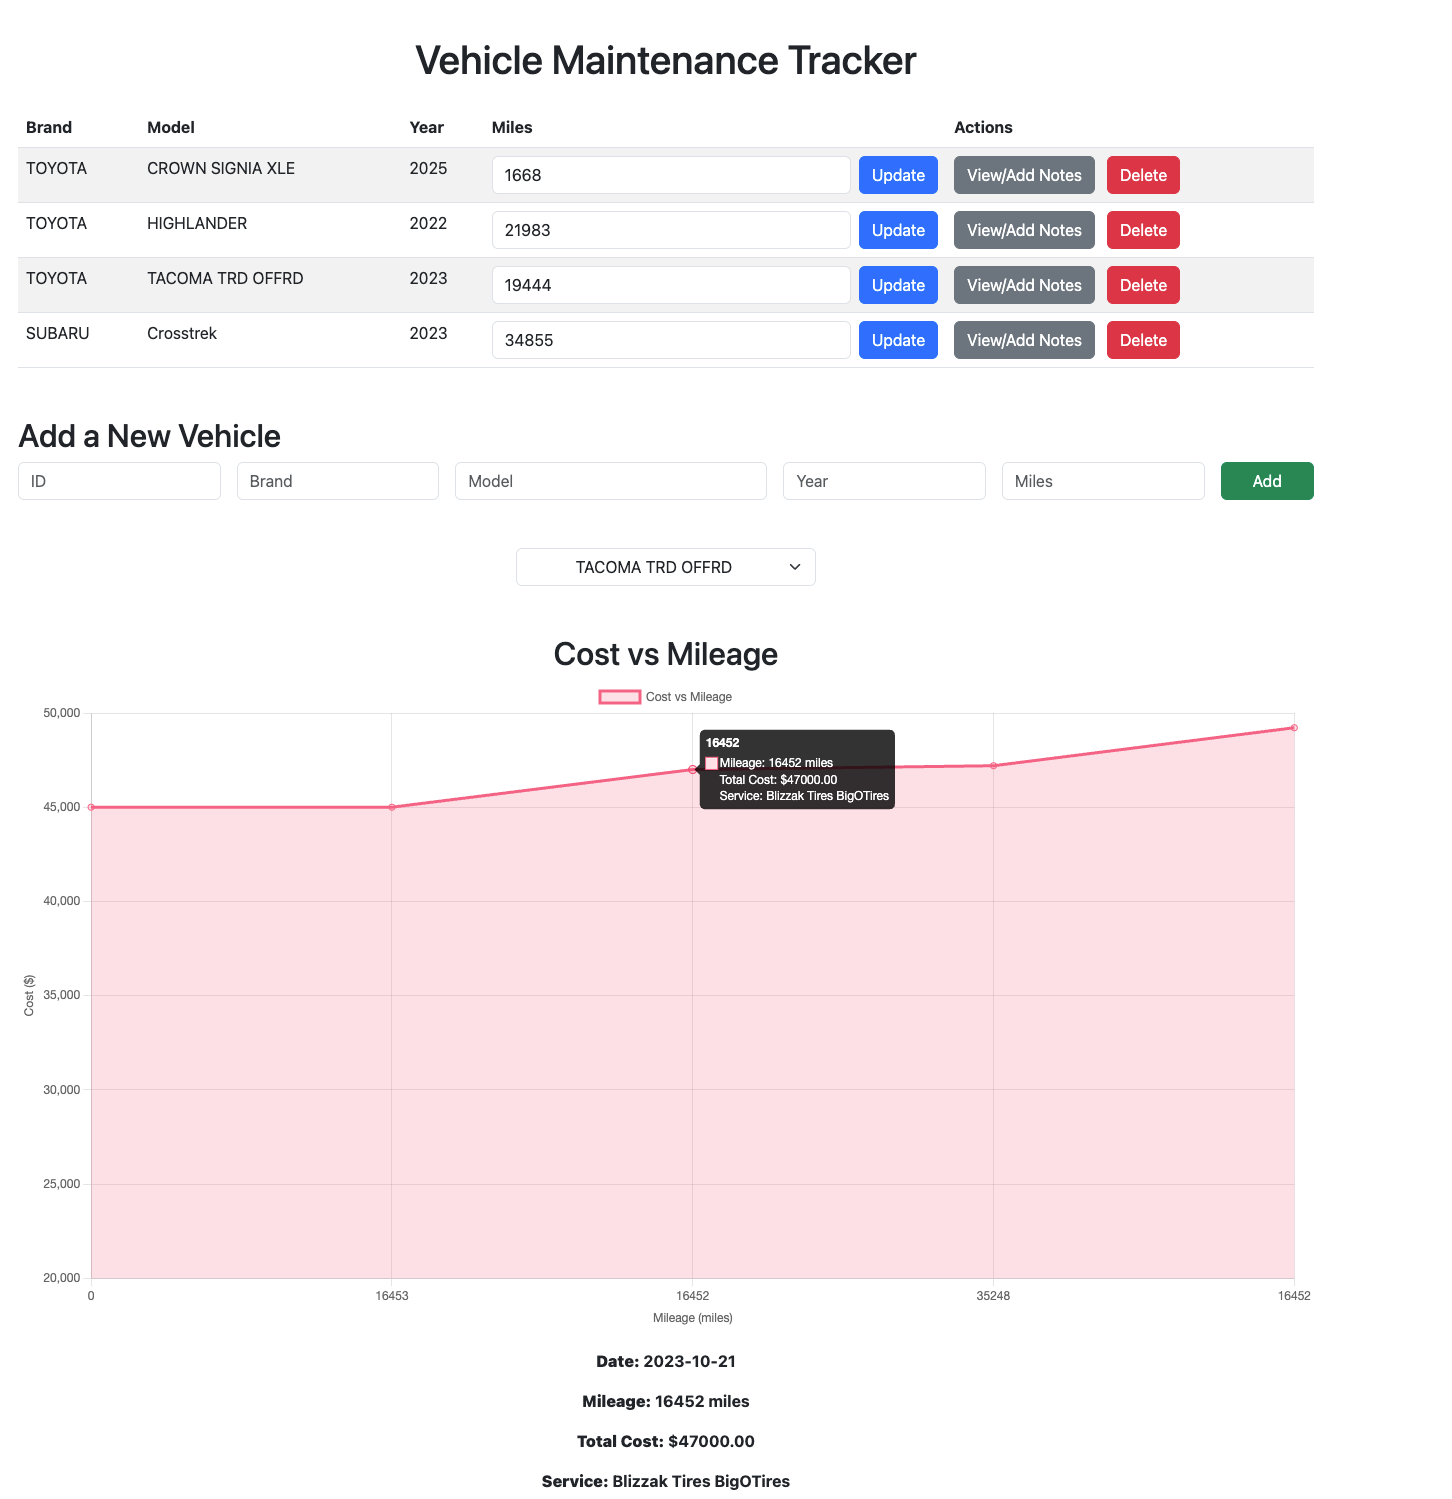 Vehicle Maintenance Tracker
Brand Model Year Miles Actions
TOYOTA CROWN SIGNIA XLE 2025 1668 Update View/Add Notes Delete
TOYOTA HIGHLANDER 2022 21983 Update View/Add Notes Delete
TOYOTA TACOMA TRD OFFRD 2023 19444 Update View/Add Notes Delete
SUBARU Crosstrek 2023 34855 Update View/Add Notes Delete
Add a New Vehicle
ID Brand Model Year Miles Add
TACOMA TRD OFFRD
Cost vs Mileage
Cost vs Mileage
50,000
16452
Mileage: 16452 miles
Total Cost: $47000.00
Service: Blizzak Tires BigOTires
45,000
40,000
35,000
Cost ($)
30,000
25,000
20,000
0 16453 16452 35248 16452
Mileage (miles)
Date: 2023-10-21
Mileage: 16452 miles
Total Cost: $47000.00
Service: Blizzak Tires BigOTires